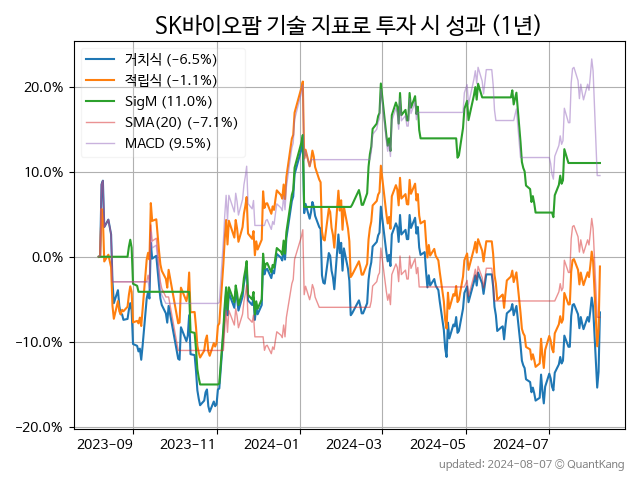 SK바이오팜 기술 지표로 투자 시 성과 (1년)
거치식 (−6.5%)
적립식 (−1.1%)
SigM (11.0%)
SMA(20) (−7.1%)
MACD (9.5%)
20.0%
10.0%
0.0%
−10.0%
−20.0%
2023-09 2023-11 2024-01 2024-03 2024-05 2024-07
updated: 2024-08-07 © QuantKang